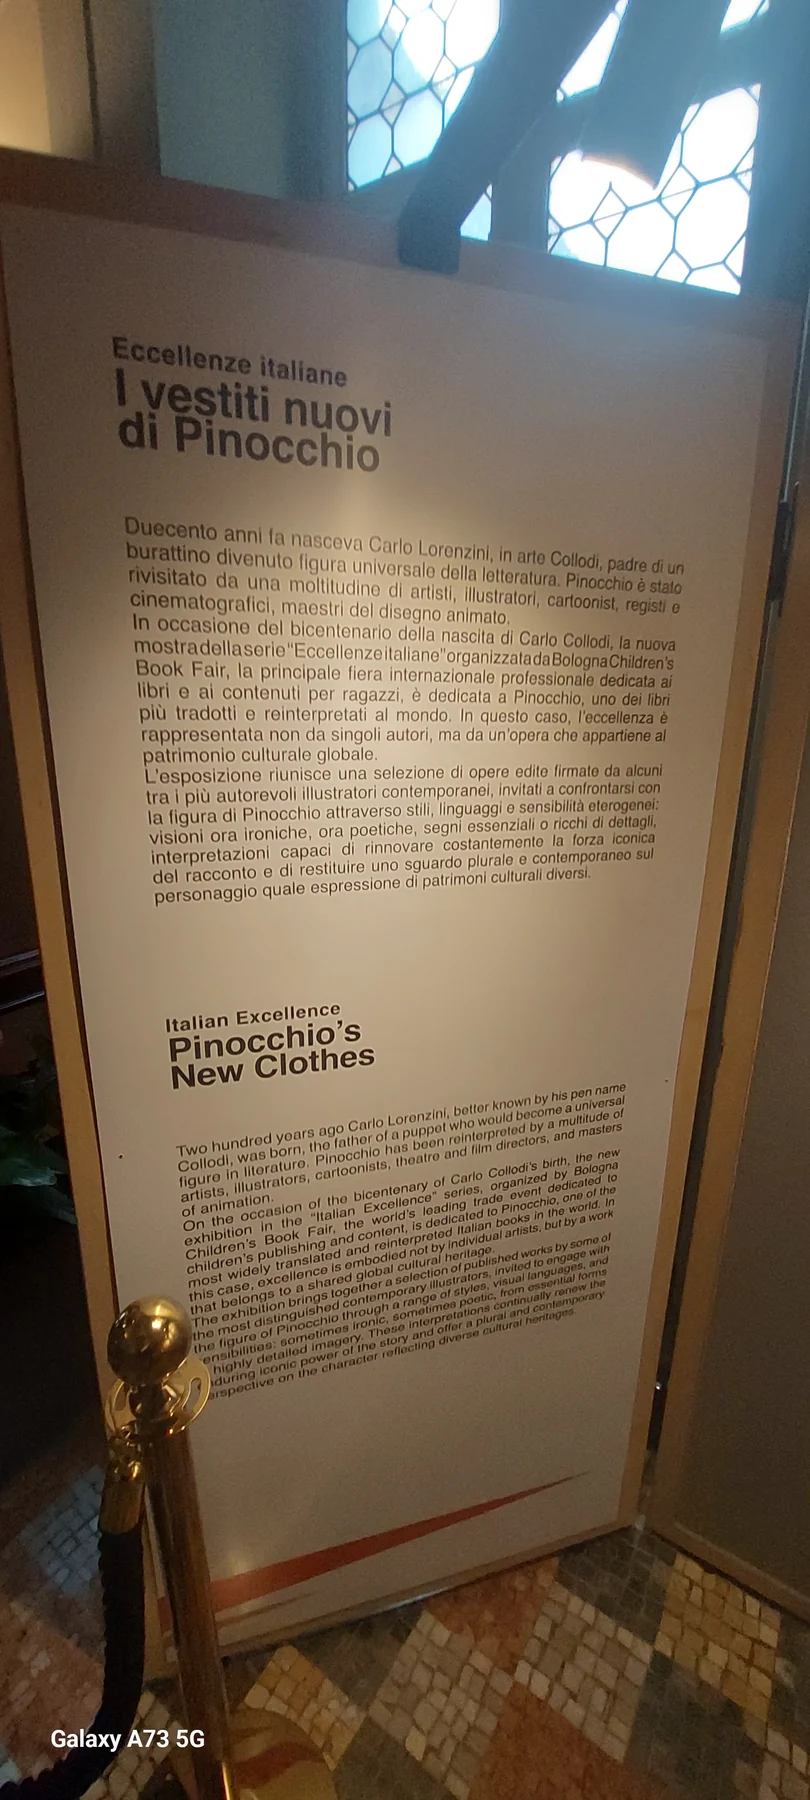 Eccellenze italiane
I vestiti nuovi
di Pinocchio
Duecento anni fa nasceva Carlo Lorenzini, in arte Collodi, padre di un
burattino divenuto figura universale della letteratura. Pinocchio è stato
rivisitato da una moltitudine di artisti, illustratori, cartoonist, registi e
cinematografici, maestri del disegno animato.
In occasione del bicentenario della nascita di Carlo Collodi, la nuova
mostra della serie "Eccellenze italiane" organizzata da Bologna Children's
Book Fair, la principale fiera internazionale professionale dedicata ai
libri e ai contenuti per ragazzi, è dedicata a Pinocchio, uno dei libri
più tradotti e reinterpretati al mondo. In questo caso, l'eccellenza è
rappresentata non da singoli autori, ma da un'opera che appartiene al
patrimonio culturale globale.
L'esposizione riunisce una selezione di opere edite firmate da alcuni
tra i più autorevoli illustratori contemporanei, invitati a confrontarsi con
la figura di Pinocchio attraverso stili, linguaggi e sensibilità eterogenei:
visioni ora ironiche, ora poetiche, segni essenziali o ricchi di dettagli,
interpretazioni capaci di rinnovare costantemente la forza iconica
del racconto e di restituire uno sguardo plurale e contemporaneo sul
personaggio quale espressione di patrimoni culturali diversi.
Italian Excellence
Pinocchio's
New Clothes
Two hundred years ago Carlo Lorenzini, better known by his pen name
Collodi, was born, the father of a puppet who would become a universal
figure in literature. Pinocchio has been reinterpreted by a multitude of
artists, illustrators, cartoonists, theatre and film directors, and masters
of animation.
On the occasion of the bicentenary of Carlo Collodi's birth, the new
exhibition in the "Italian Excellence" series, organized by Bologna
Children's Book Fair, the world's leading trade event dedicated to
children's publishing and content, is dedicated to Pinocchio, one of the
most widely translated and reinterpreted Italian books in the world. In
this case, excellence is embodied not by individual artists, but by a work
that belongs to a shared global cultural heritage.
The exhibition brings together a selection of published works by some of
the most distinguished contemporary illustrators, invited to engage with
the figure of Pinocchio through a range of styles, visual languages, and
ensibilities: sometimes ironic, sometimes poetic, from essential forms
highly detailed imagery. These interpretations continually renew the
during iconic power of the story and offer a plural and contemporary
erspective on the character reflecting diverse cultural heritages.
Galaxy A73 5G